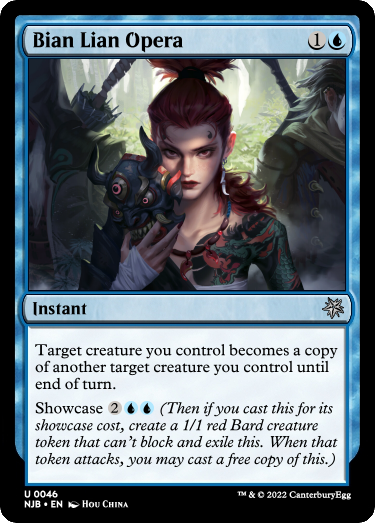 Bian Lian Opera 1
Instant
Target creature you control becomes a copy
of another target creature you control until
end of turn.
Showcase 2 (Then if you cast this for its
showcase cost, create a 1/1 red Bard creature
token that can't block and exile this. When that
token attacks, you may cast a free copy of this.)
U 0046
NJB • EN Hou China
™ & © 2022 CanterburyEgg